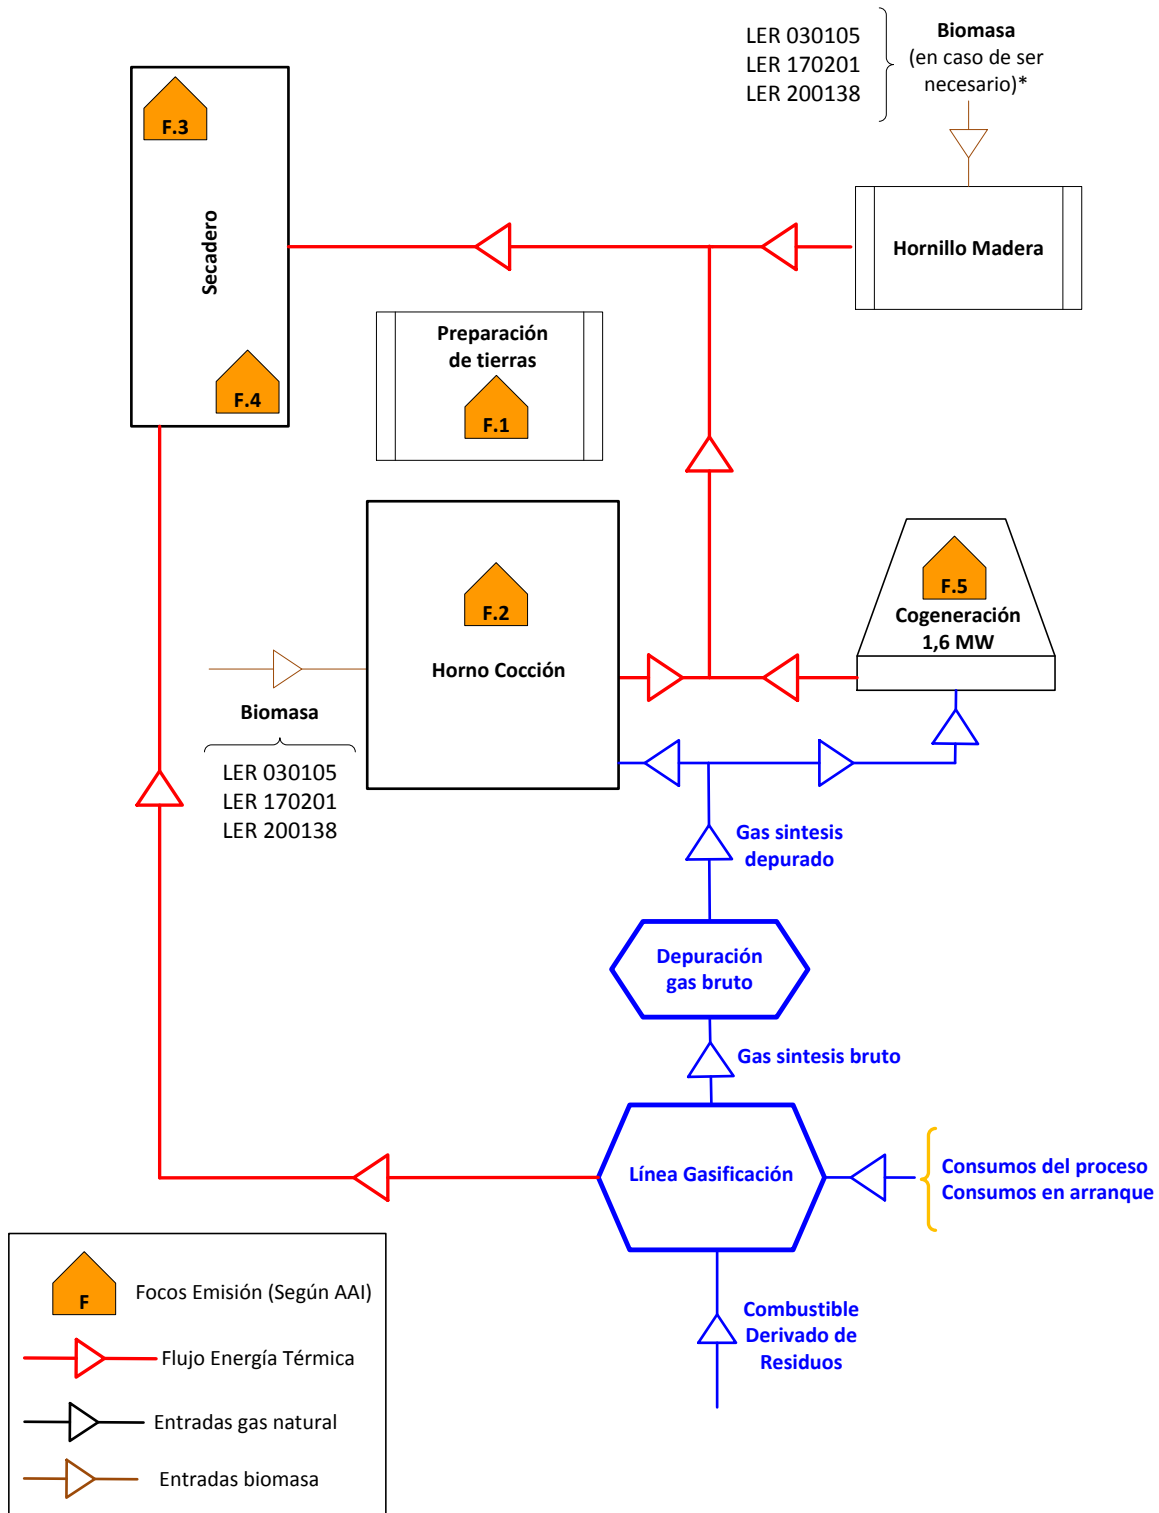 LER 030105
LER 170201
LER 200138
Biomasa
(en caso de ser
necesario)*
F.3
Secadero
F.4
Hornillo Madera
Preparación
de tierras
F.1
F.2
Horno Cocción
F.5
Cogeneración
1,6 MW
Biomasa
LER 030105
LER 170201
LER 200138
Gas sintesis
depurado
Depuración
gas bruto
Gas sintesis bruto
Línea Gasificación
Consumos del proceso
Consumos en arranque
Combustible
Derivado de
Residuos
F
Focos Emisión (Según AAI)
Flujo Energía Térmica
Entradas gas natural
Entradas biomasa